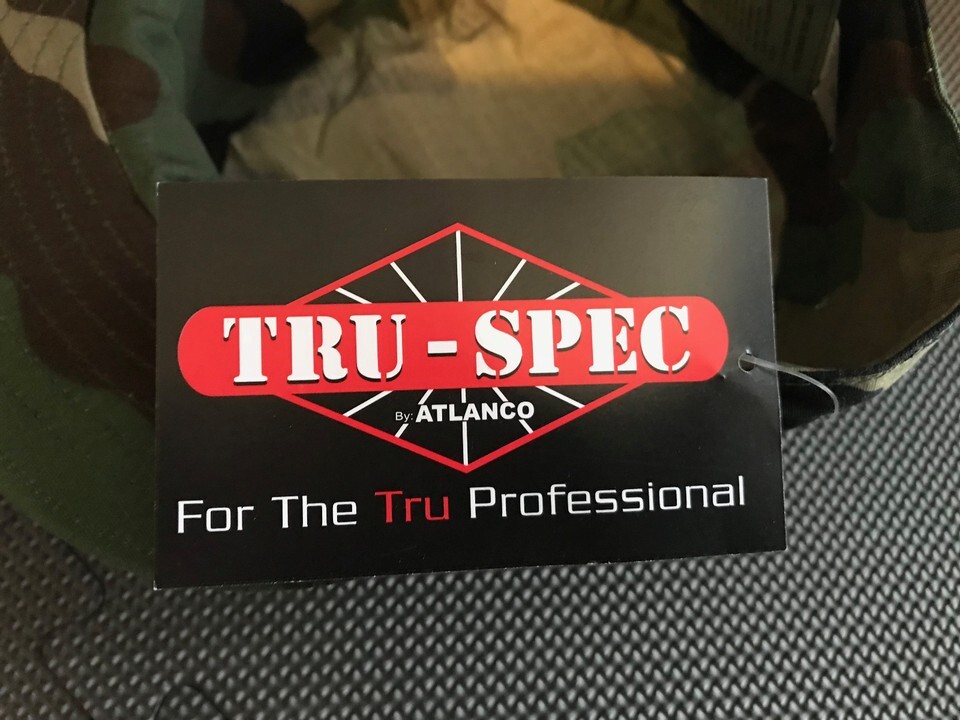 TRU-SPEC
By: ATLANCO
For The Tru Professional